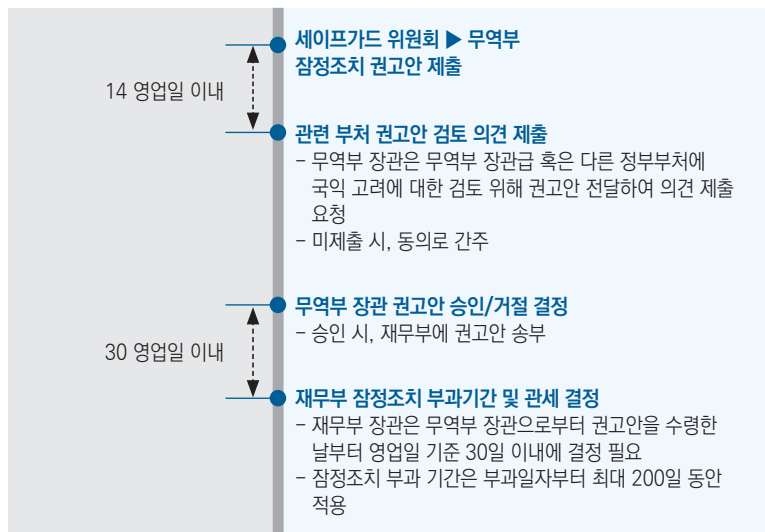 세이프가드 위원회 ▶ 무역부
잠정조치 권고안 제출
14 영업일 이내
관련 부처 권고안 검토 의견 제출
- 무역부 장관은 무역부 장관급 혹은 다른 정부부처에
국익 고려에 대한 검토 위해 권고안 전달하여 의견 제출
요청
- 미제출 시, 동의로 간주
무역부 장관 권고안 승인/거절 결정
- 승인 시, 재무부에 권고안 송부
30 영업일 이내
재무부 잠정조치 부과기간 및 관세 결정
- 재무부 장관은 무역부 장관으로부터 권고안을 수령한
날부터 영업일 기준 30일 이내에 결정 필요
- 잠정조치 부과 기간은 부과일자부터 최대 200일 동안
적용